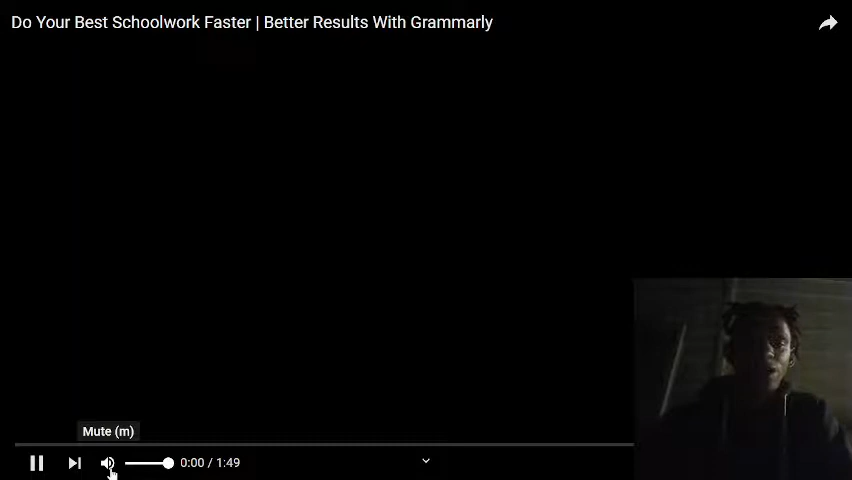 Do Your Best Schoolwork Faster | Better Results With Grammarly
Mute (m)
0:00 / 1:49